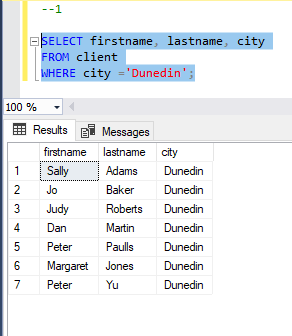 --1
SELECT firstname, lastname, city
FROM client
WHERE city ='Dunedin';
100 %
Results Messages
firstname lastname city
1 Sally Adams Dunedin
2 Jo Baker Dunedin
3 Judy Roberts Dunedin
4 Dan Martin Dunedin
5 Peter Paulls Dunedin
6 Margaret Jones Dunedin
7 Peter Yu Dunedin